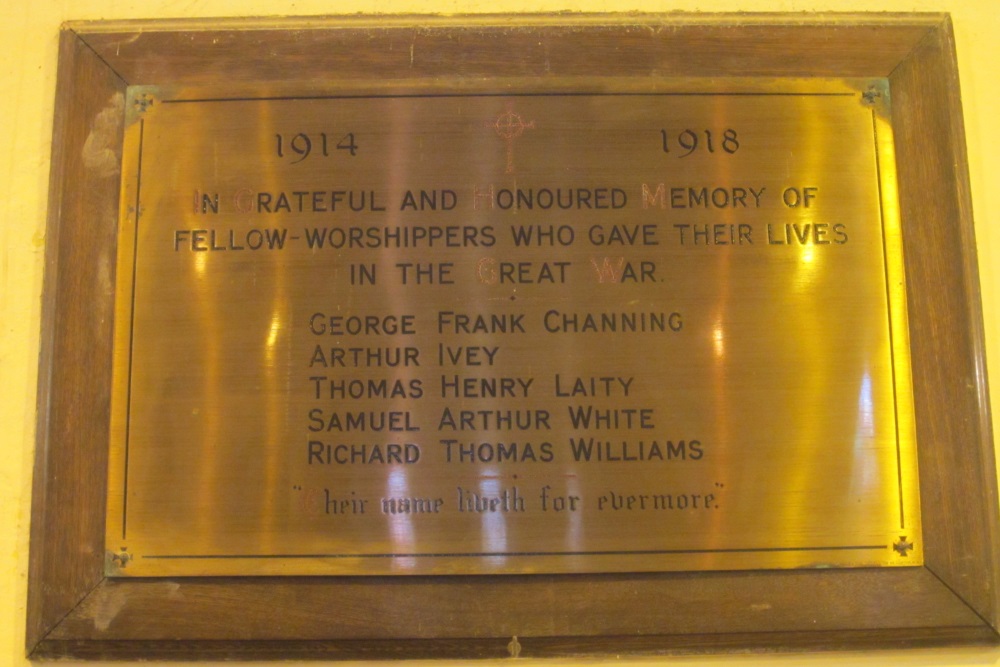 1914 1918
IN GRATEFUL AND HONOURED MEMORY OF
FELLOW-WORSHIPPERS WHO GAVE THEIR LIVES
IN THE GREAT WAR.
GEORGE FRANK CHANNING
ARTHUR IVEY
THOMAS HENRY LAITY
SAMUEL ARTHUR WHITE
RICHARD THOMAS WILLIAMS
"Their name liveth for evermore."